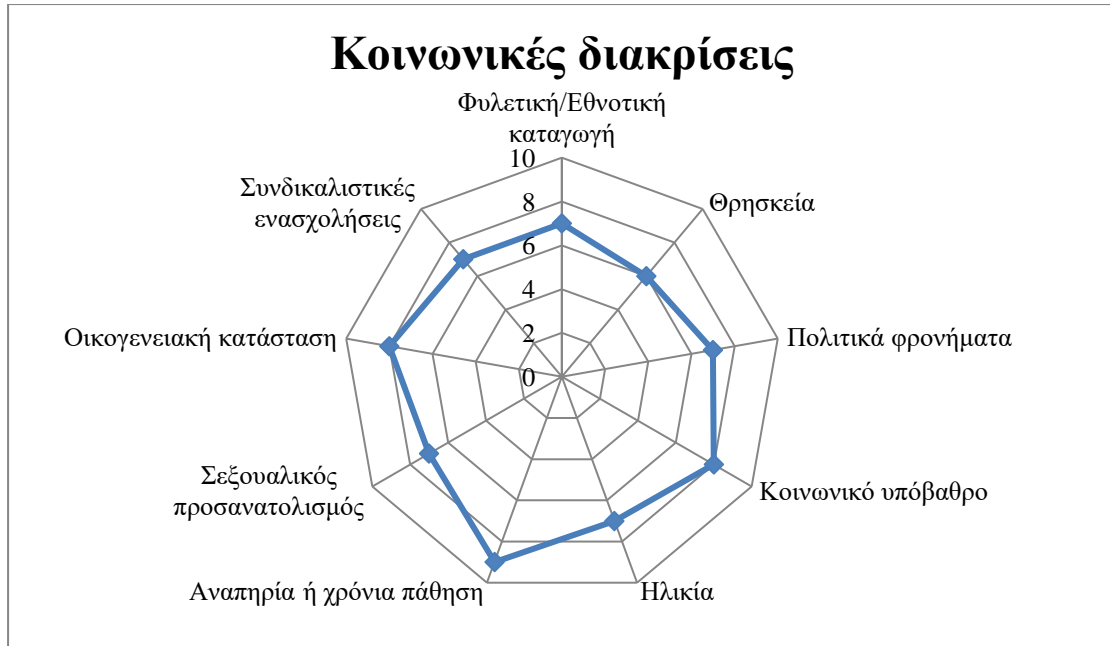 Κοινωνικές διακρίσεις
Φυλετική/Εθνοτική
καταγωγή
Θρησκεία
Πολιτικά φρονήματα
Κοινωνικό υπόβαθρο
Ηλικία
Αναπηρία ή χρόνια πάθηση
Σεξουαλικός
προσανατολισμός
Οικογενειακή κατάσταση
Συνδικαλιστικές
ενασχολήσεις
10
8
6
4
2
0